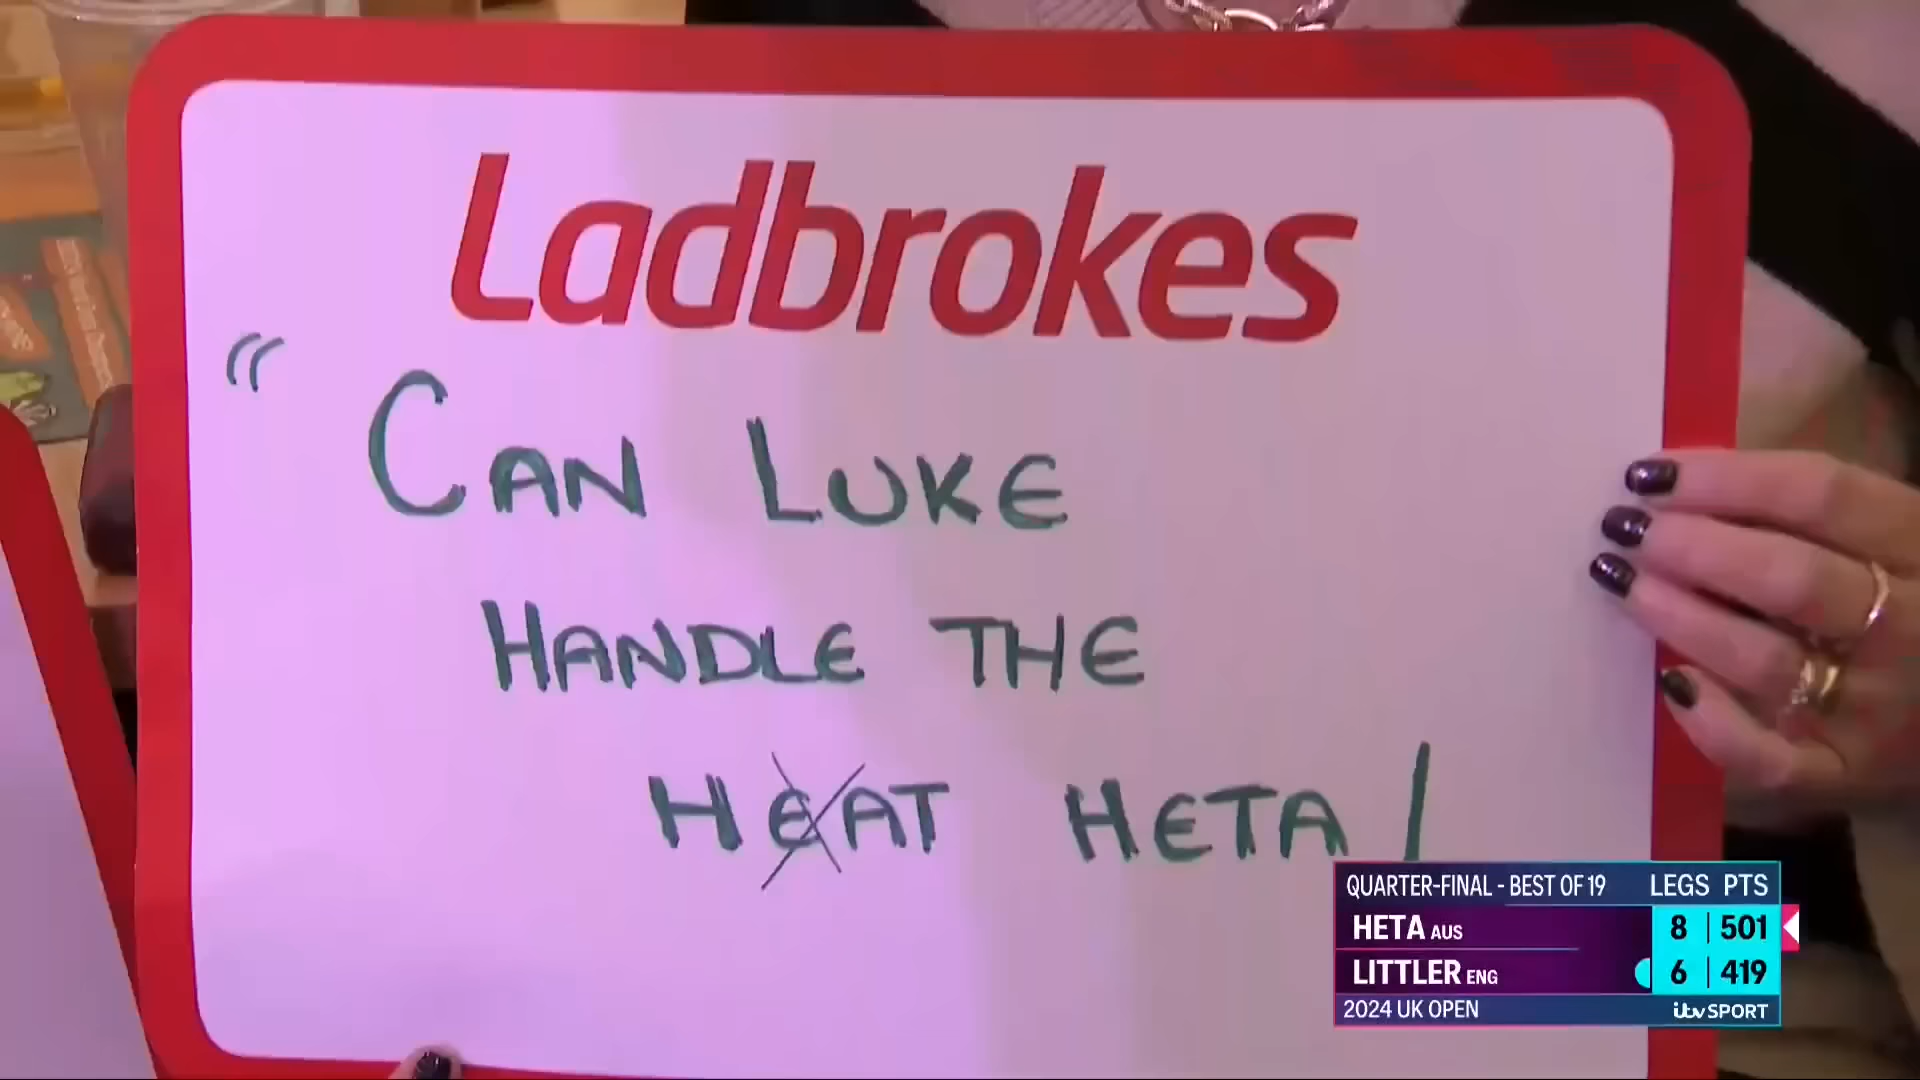 Ladbrokes
"CAN LUKE
HANDLE THE
HEAT HETA!
QUARTER-FINAL - BEST OF 19 LEGS PTS
HETA AUS 8 501
LITTLER ENG 6 419
2024 UK OPEN itv SPORT